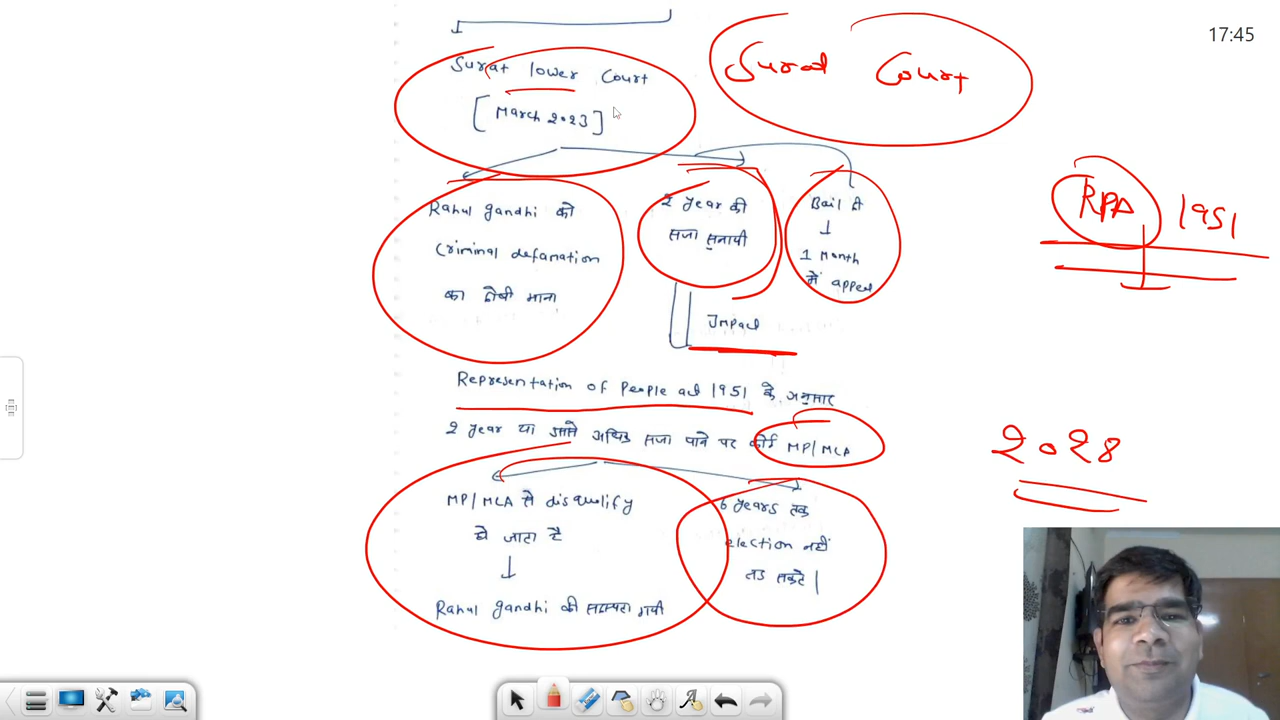 17:45
Surat lower Court
[March 2023]
Surat Court
RPA 1951
Rahul gandhi को
Criminal defamation
का दोषी माना
2 year की
सजा सुनायी
Bail दी
1 Month
में appeal
Impact
Representation of People act 1951 के अनुसार
2 year या उससे अधिक सजा पाने पर कोई MP/MLA
2028
MP/MLA से disqualify
हो जाता है
Rahul gandhi की सदस्यता गयी
6 years तक
election नहीं
लड़ सकते |